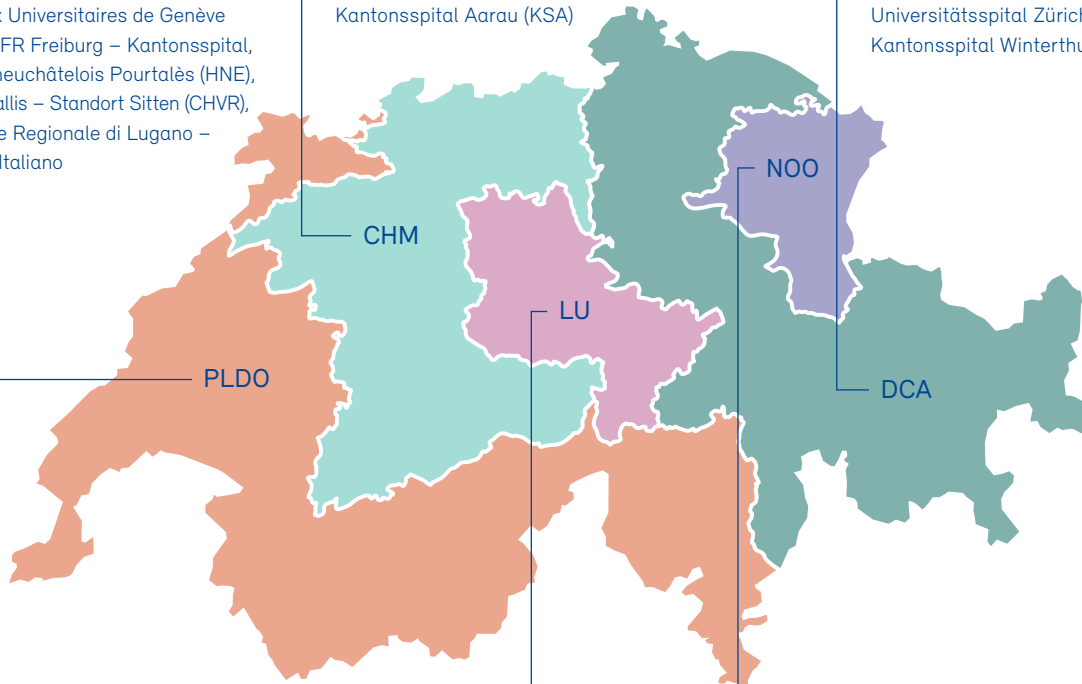 Universitaires de Genève
FR Freiburg – Kantonsspital,
neuchâtelois Pourtalès (HNE),
allis – Standort Sitten (CHVR),
e Regionale di Lugano –
Italiano
Kantonsspital Aarau (KSA)
Universitätsspital Zürich
Kantonsspital Winterthu
NOO
CHM
LU
PLDO
DCA